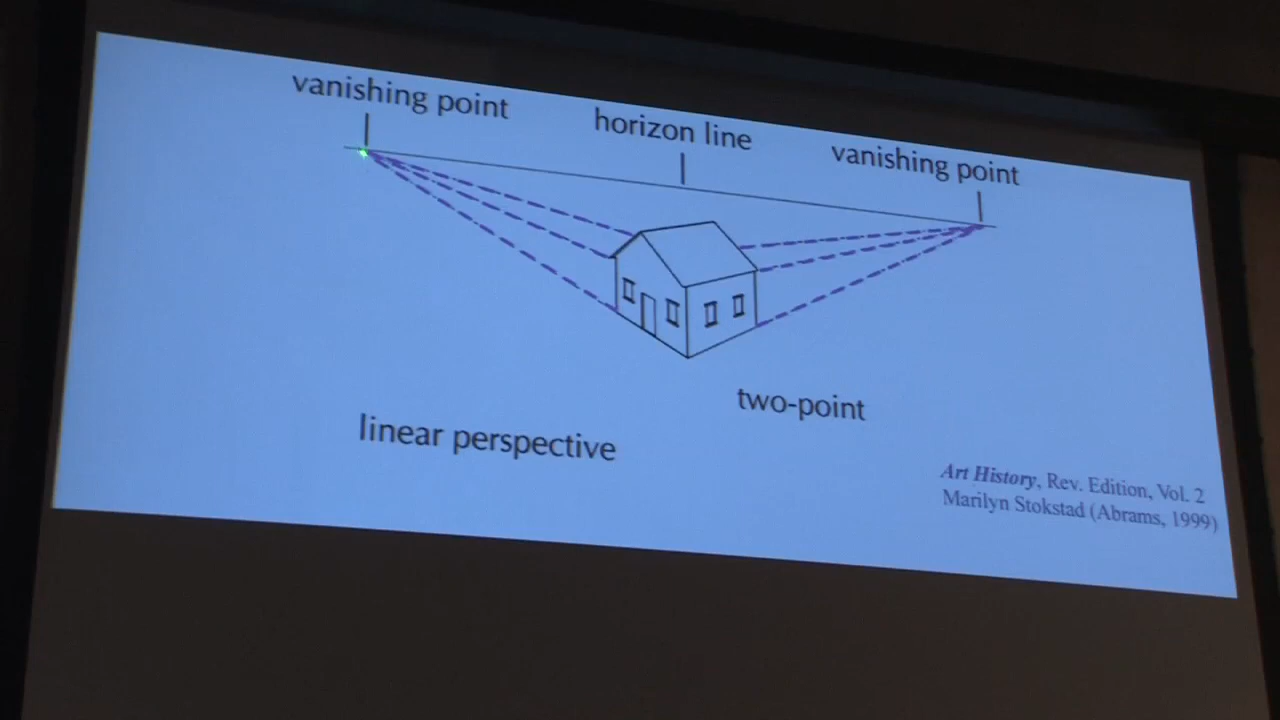 vanishing point
horizon line
vanishing point
two-point
linear perspective
Art History, Rev. Edition, Vol. 2
Marilyn Stokstad (Abrams, 1999)